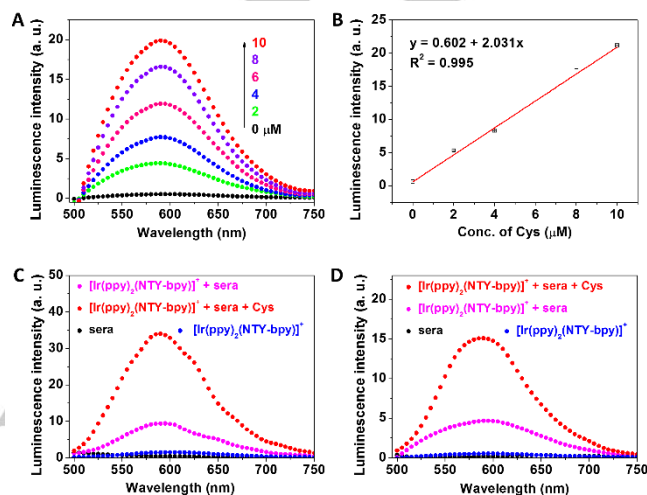 A
Luminescence intensity (a. u.)
20
15
10
5
0
10
8
6
4
2
0 μM
500 550 600 650 700 750
Wavelength (nm)
B
Luminescence intensity (a. u.)
25
20
15
10
5
0
y = 0.602 + 2.031x
R² = 0.995
0 2 4 6 8 10
Conc. of Cys (μM)
C
Luminescence intensity (a. u.)
50
40
30
20
10
0
[Ir(ppy)₂(NTY-bpy)]⁺ + sera
[Ir(ppy)₂(NTY-bpy)]⁺ + sera + Cys
sera [Ir(ppy)₂(NTY-bpy)]⁺
500 550 600 650 700 750
Wavelength (nm)
D
Luminescence intensity (a. u.)
20
15
10
5
0
[Ir(ppy)₂(NTY-bpy)]⁺ + sera + Cys
[Ir(ppy)₂(NTY-bpy)]⁺ + sera
sera [Ir(ppy)₂(NTY-bpy)]⁺
500 550 600 650 700 750
Wavelength (nm)